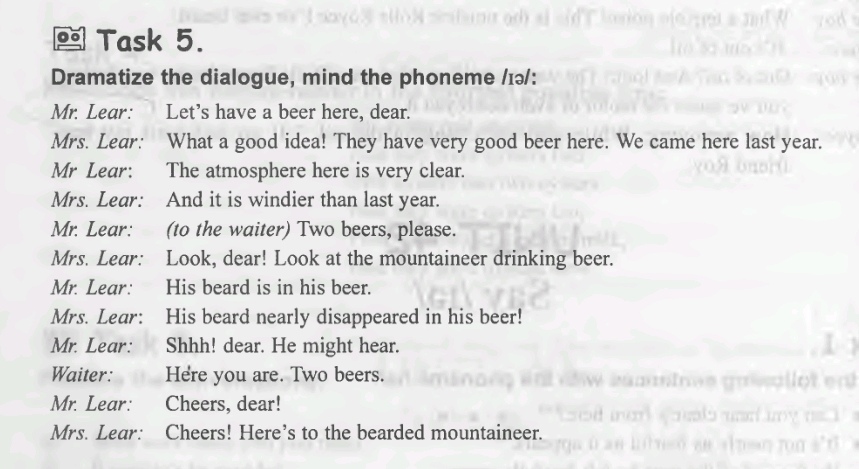 Task 5.
Dramatize the dialogue, mind the phoneme /ɪə/:
Mr. Lear: Let's have a beer here, dear.
Mrs. Lear: What a good idea! They have very good beer here. We came here last year.
Mr Lear: The atmosphere here is very clear.
Mrs. Lear: And it is windier than last year.
Mr. Lear: (to the waiter) Two beers, please.
Mrs. Lear: Look, dear! Look at the mountaineer drinking beer.
Mr. Lear: His beard is in his beer.
Mrs. Lear: His beard nearly disappeared in his beer!
Mr. Lear: Shhh! dear. He might hear.
Waiter: Here you are. Two beers.
Mr. Lear: Cheers, dear!
Mrs. Lear: Cheers! Here's to the bearded mountaineer.